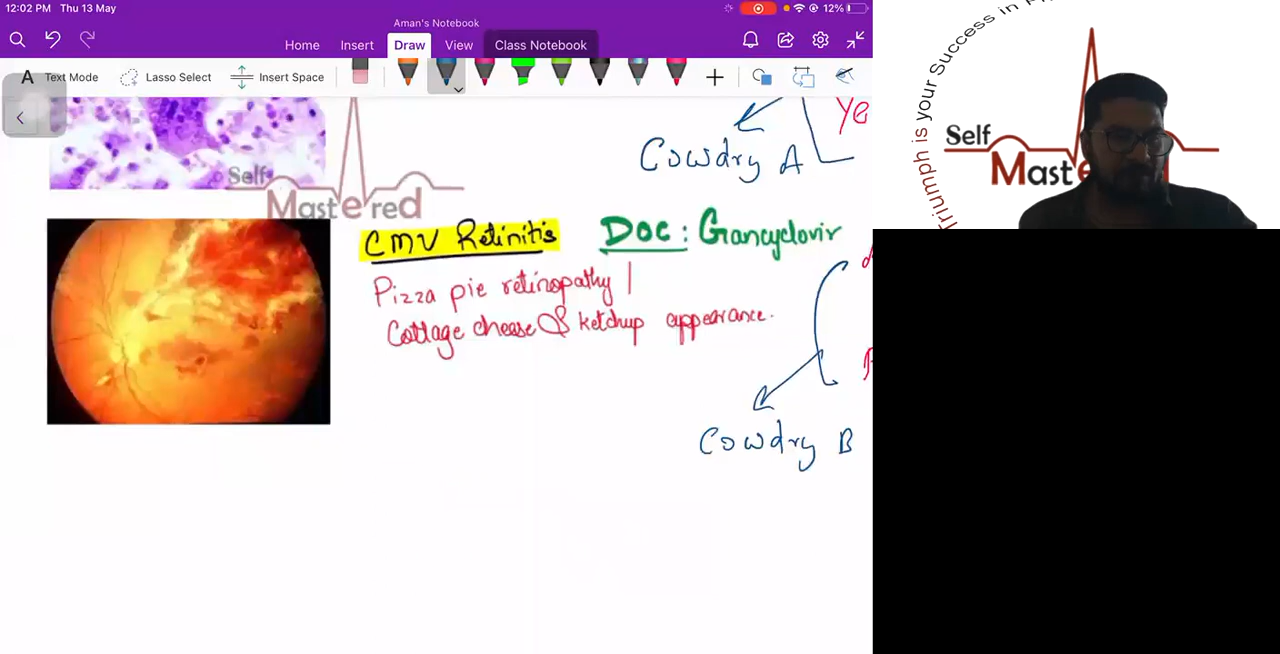 12:02 PM Thu 13 May
12%
Aman's Notebook
Home Insert Draw View Class Notebook
A Text Mode Lasso Select Insert Space
Cowdry A
Self
Mastered
CMV Retinitis DOC : Gancyclovir
Pizza pie retinopathy |
Cottage cheese & ketchup appearance.
Cowdry B
Triumph is your Success in
Self
Maste